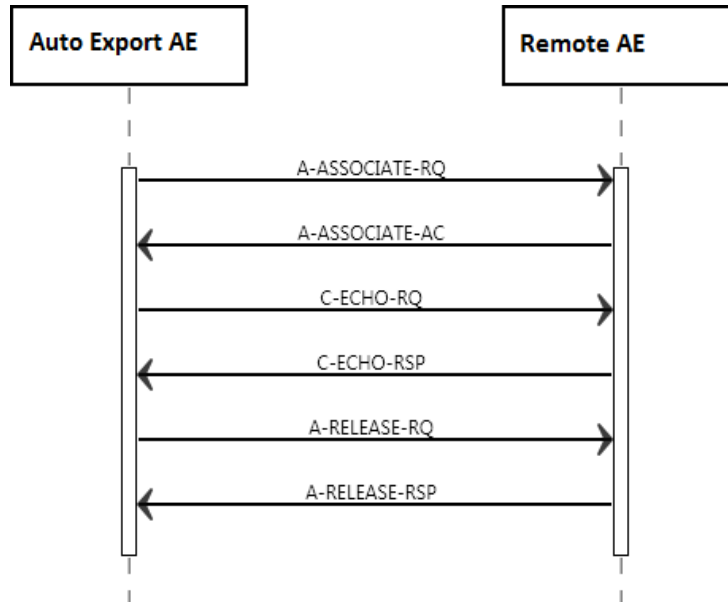 Auto Export AE
Remote AE
A-ASSOCIATE-RQ
A-ASSOCIATE-AC
C-ECHO-RQ
C-ECHO-RSP
A-RELEASE-RQ
A-RELEASE-RSP